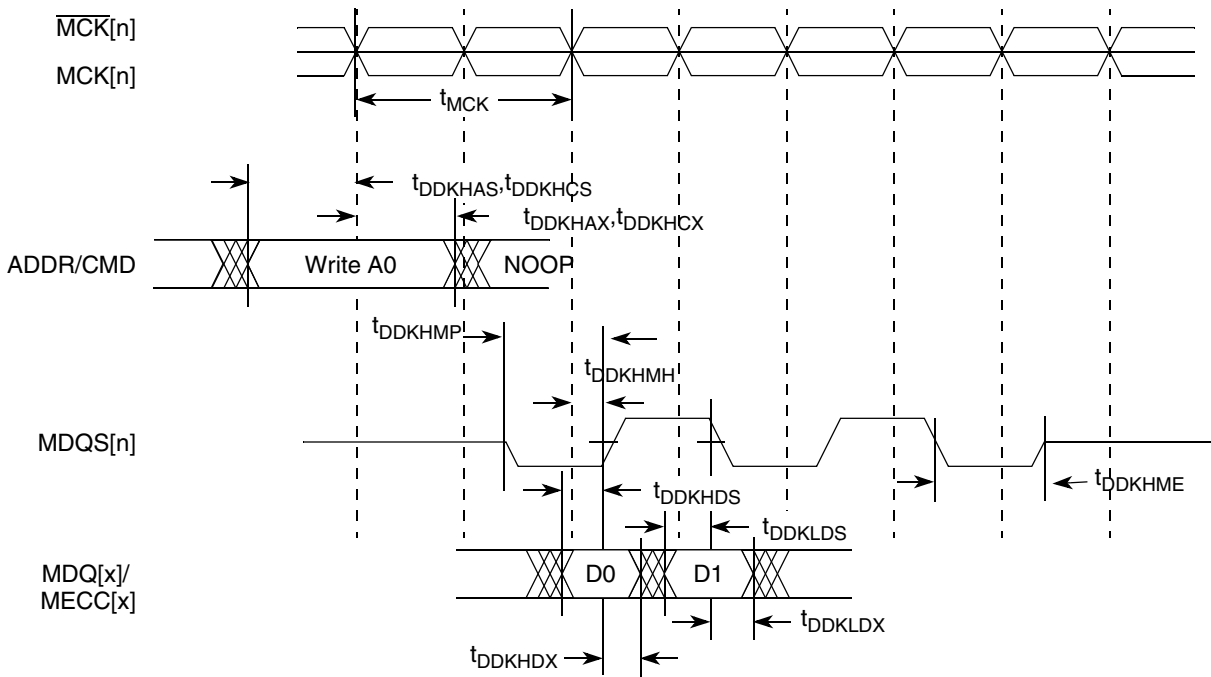 MCK[n]
MCK[n]
tMCK
tDDKHAS,tDDKHCS
tDDKHAX,tDDKHCX
ADDR/CMD
Write A0
NOOP
tDDKHMP
tDDKHMH
MDQS[n]
tDDKHME
tDDKHDS
tDDKLDS
MDQ[x]/
MECC[x]
D0
D1
tDDKLDX
tDDKHDX